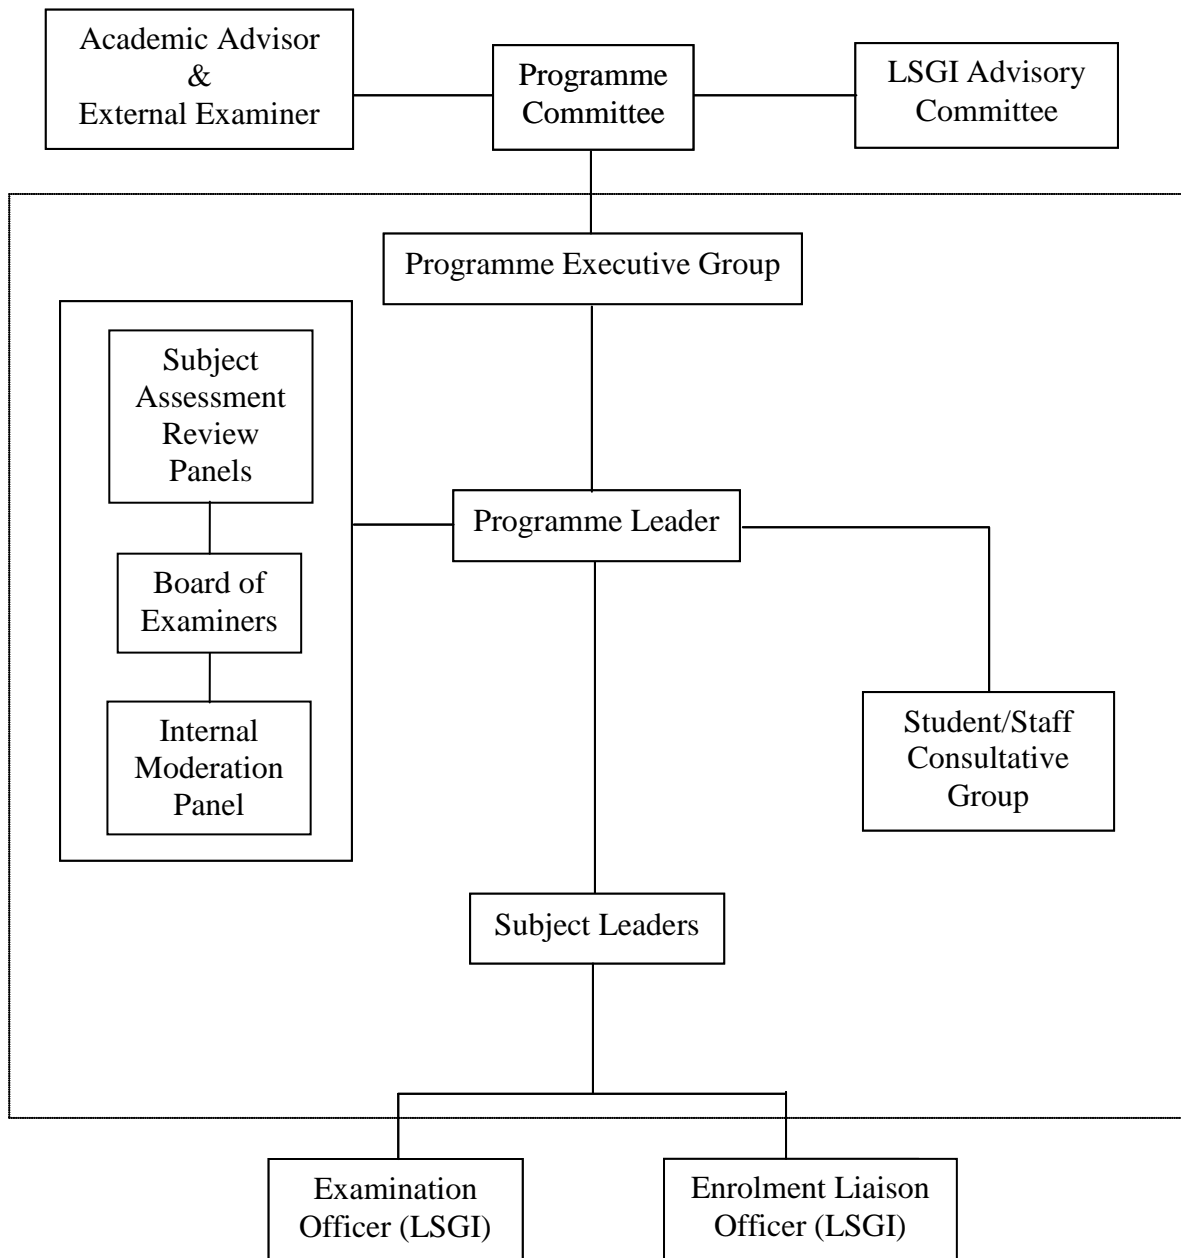 Academic Advisor
&
External Examiner
Programme
Committee
LSGI Advisory
Committee
Programme Executive Group
Subject
Assessment
Review
Panels
Programme Leader
Board of
Examiners
Internal
Moderation
Panel
Student/Staff
Consultative
Group
Subject Leaders
Examination
Officer (LSGI)
Enrolment Liaison
Officer (LSGI)